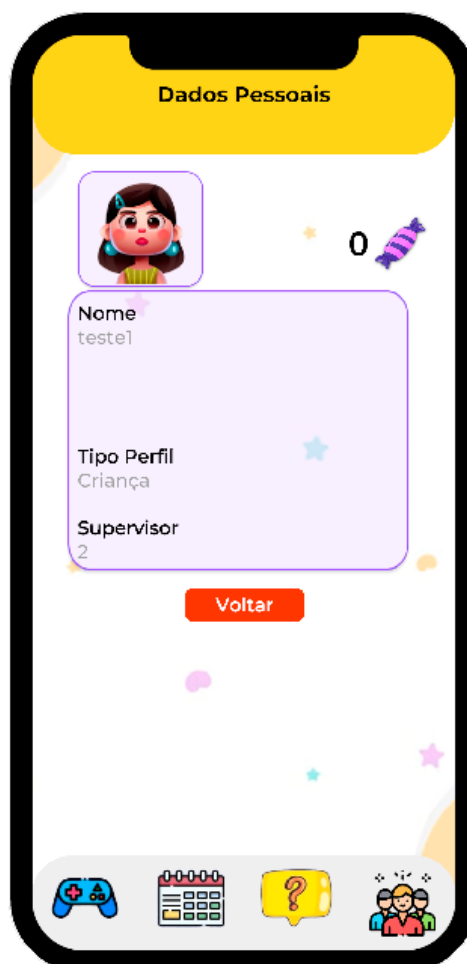 Dados Pessoais
0
Nome
teste1
Tipo Perfil
Criança
Supervisor
2
Voltar
?